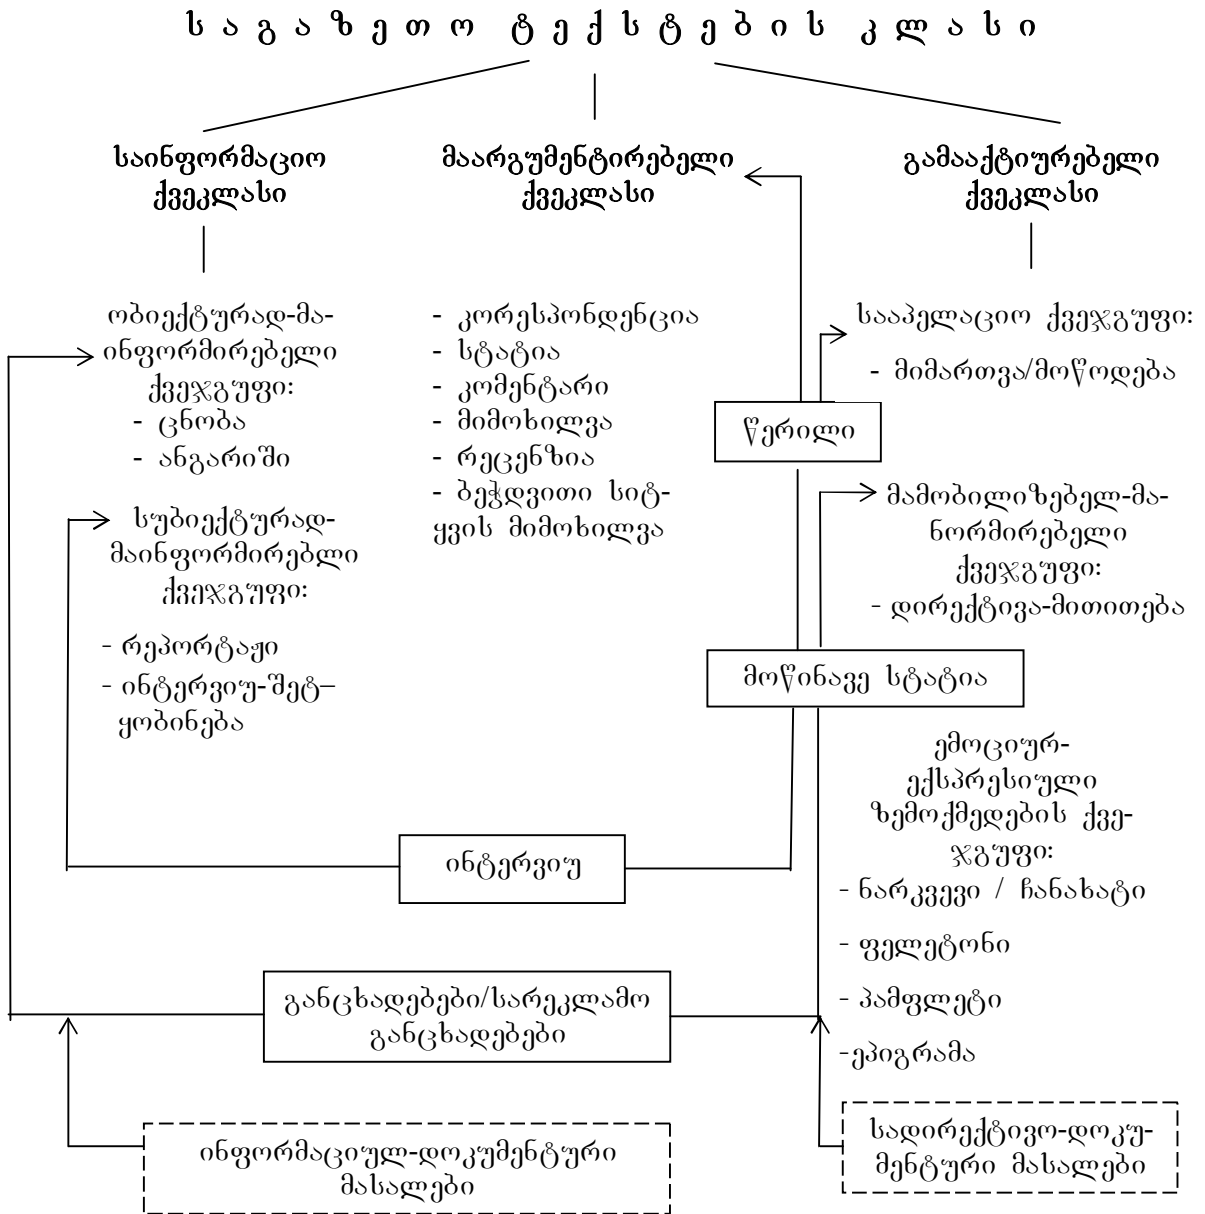 საგაზეთო ტექსტების კლასი
საინფორმაციო
ქვეკლასი
მაარგუმენტირებელი
ქვეკლასი
გამააქტიურებელი
ქვეკლასი
ობიექტურად-მა-
ინფორმირებელი
ქვეჯგუფი:
- ცნობა
- ანგარიში
სუბიექტურად-
მაინფორმირებლი
ქვეჯგუფი:
- რეპორტაჟი
- ინტერვიუ-შეტ–
ყობინება
- კორესპონდენცია
- სტატია
- კომენტარი
- მიმოხილვა
- რეცენზია
- ბეჭდვითი სიტ-
ყვის მიმოხილვა
სააპელაციო ქვეჯგუფი:
- მიმართვა/მოწოდება
წერილი
მამობილიზებელ-მა-
ნორმირებელი
ქვეჯგუფი:
- დირექტივა-მითითება
მოწინავე სტატია
ემოციურ-
ექსპრესიული
ზემოქმედების ქვე-
ჯგუფი:
- ნარკვევი / ჩანახატი
- ფელეტონი
- პამფლეტი
-ეპიგრამა
ინტერვიუ
განცხადებები/სარეკლამო
განცხადებები
ინფორმაციულ-დოკუმენტური
მასალები
სადირექტივო-დოკუ-
მენტური მასალები